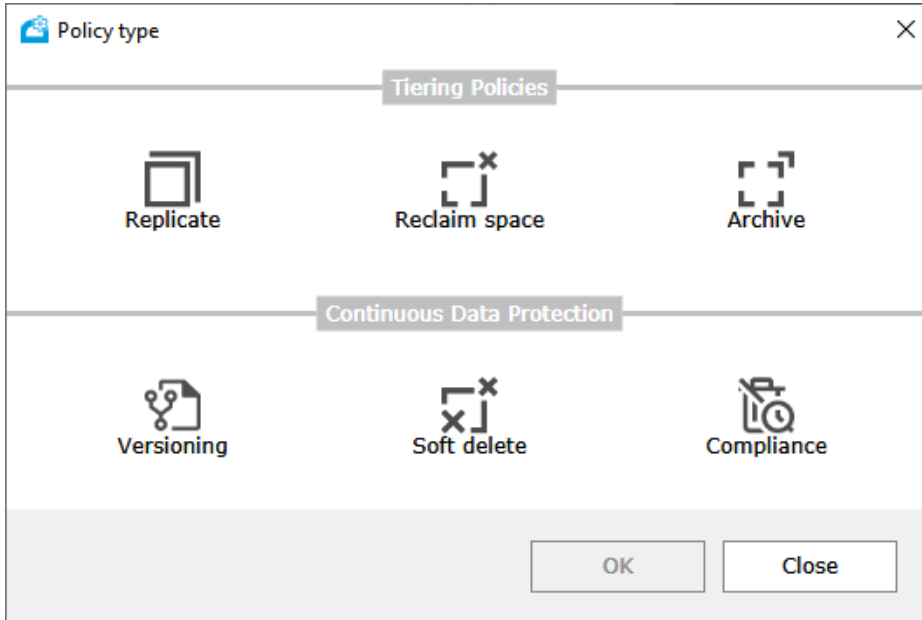 Policy type
Tiering Policies
Replicate
Reclaim space
Archive
Continuous Data Protection
Versioning
Soft delete
Compliance
OK
Close